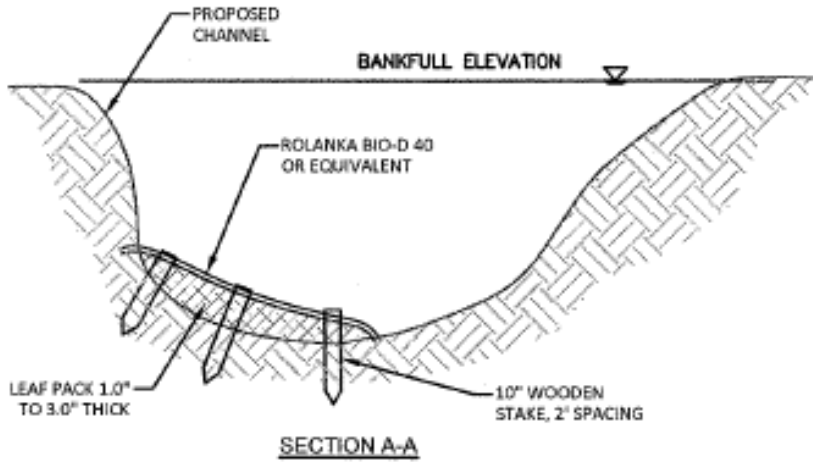 PROPOSED
CHANNEL
BANKFULL ELEVATION
ROLANKA BIO-D 40
OR EQUIVALENT
LEAF PACK 1.0"
TO 3.0" THICK
10" WOODEN
STAKE, 2' SPACING
SECTION A-A